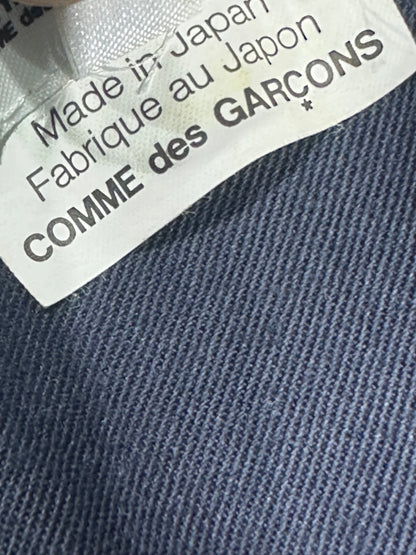 Made in Japan
Fabrique au Japon
COMME des GARÇONS
*